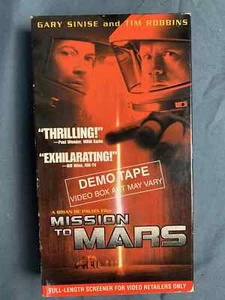 GARY SINISE and TIM ROBBINS
"THRILLING!"
"EXHILARATING!"
DEMO TAPE
VIDEO BOX ART MAY VARY
A BRIAN DE PALMA FILM
MISSION
TO MARS
FULL-LENGTH SCREENER FOR VIDEO RETAILERS ONLY